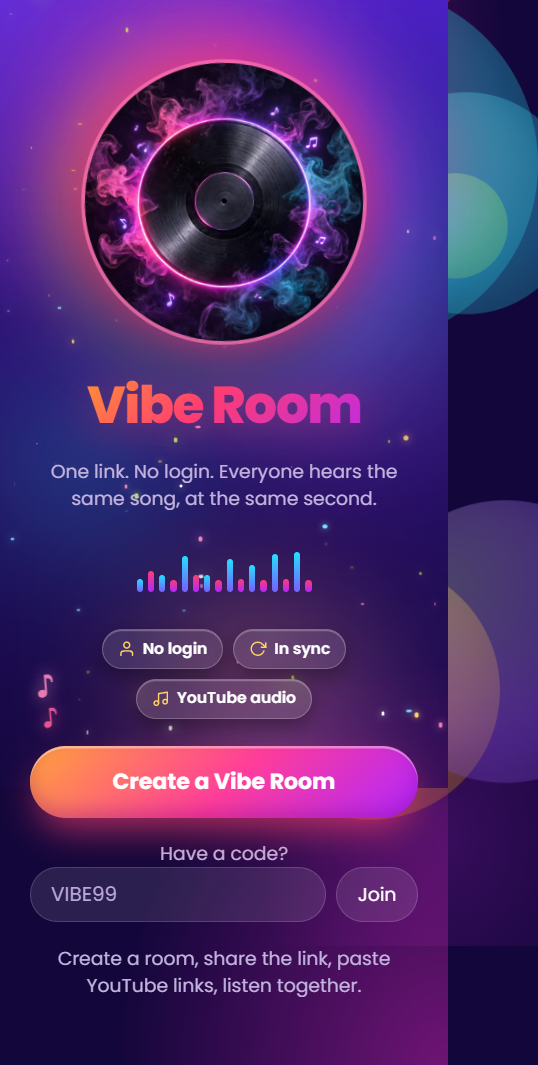 Vibe Room
One link. No login. Everyone hears the
same song, at the same second.
No login
In sync
YouTube audio
Create a Vibe Room
Have a code?
VIBE99
Join
Create a room, share the link, paste
YouTube links, listen together.